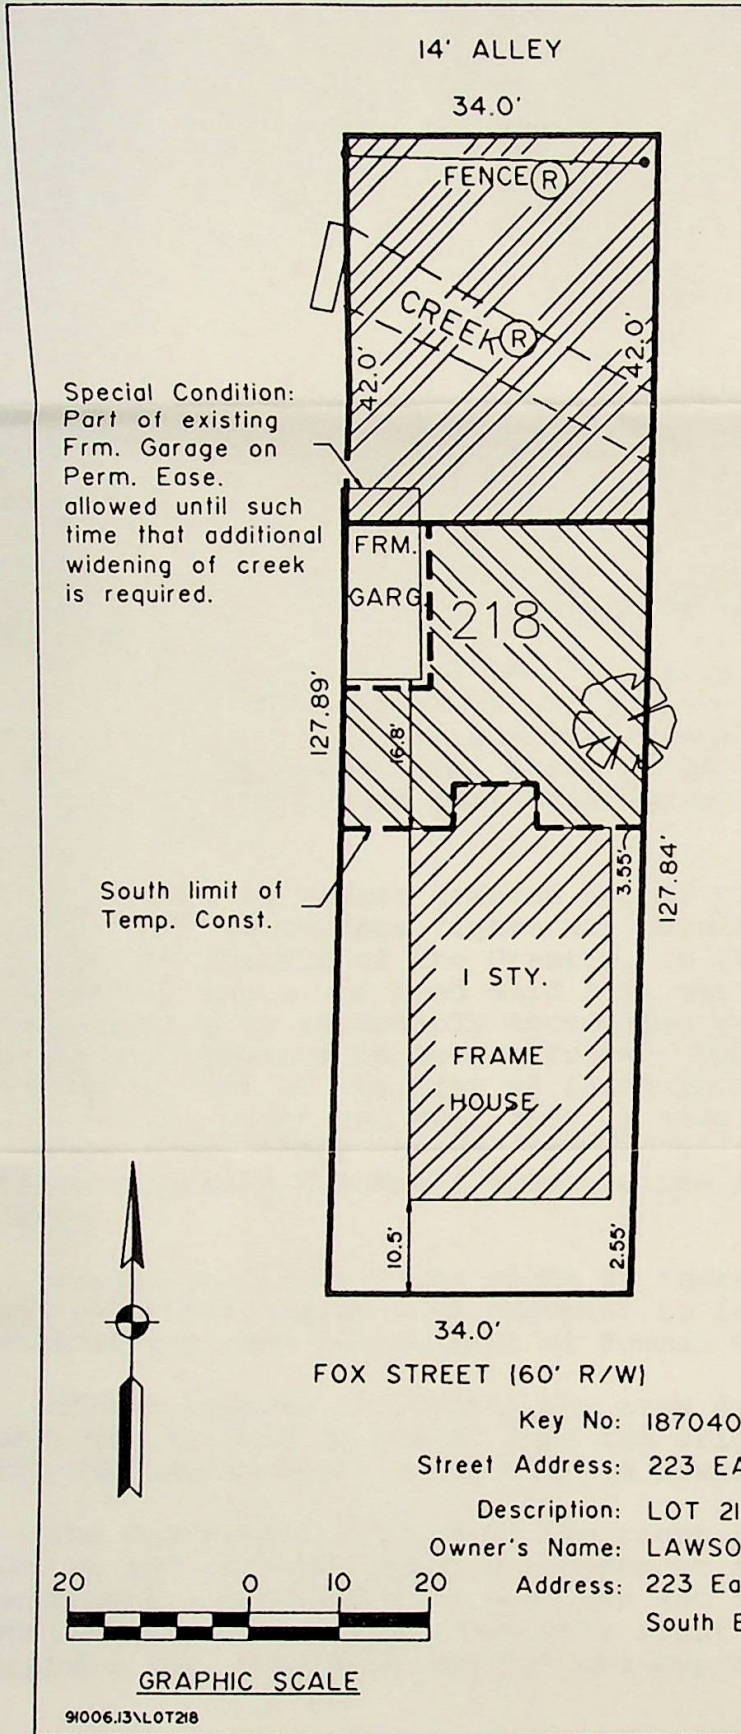 14' ALLEY
34.0'
FENCE R
CREEK R
42.0'
42.0'
Special Condition:
Part of existing
Frm. Garage on
Perm. Ease.
allowed until such
time that additional
widening of creek
is required.
FRM.
GARG.
218
127.89'
16.8'
South limit of
Temp. Const.
3.55'
127.84'
1 STY.
FRAME
HOUSE
10.5'
2.55'
34.0'
FOX STREET (60' R/W)
Key No: 187040
Street Address: 223 EA
Description: LOT 21
Owner's Name: LAWSO
Address: 223 Ea
South B
20 0 10 20
GRAPHIC SCALE
91006.13\LOT218